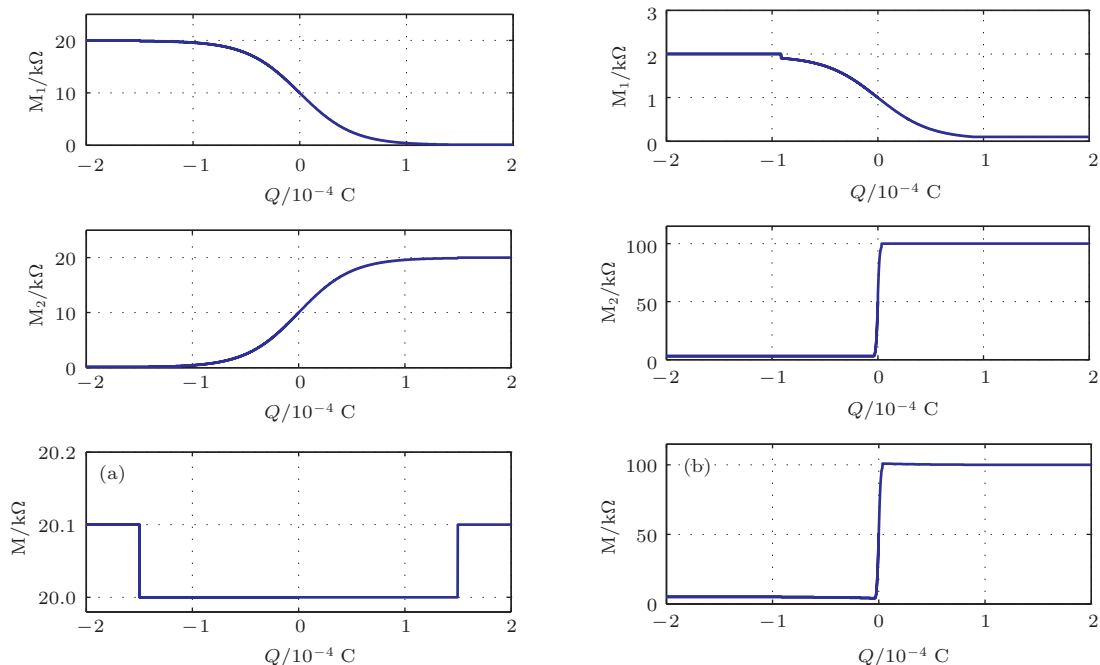 M₁/kΩ
20
10
0
−2 −1 0 1 2
Q/10⁻⁴ C
M₂/kΩ
20
10
0
−2 −1 0 1 2
Q/10⁻⁴ C
(a)
M/kΩ
20.2
20.1
20.0
−2 −1 0 1 2
Q/10⁻⁴ C
M₁/kΩ
3
2
1
0
−2 −1 0 1 2
Q/10⁻⁴ C
M₂/kΩ
100
50
0
−2 −1 0 1 2
Q/10⁻⁴ C
(b)
M/kΩ
100
50
0
−2 −1 0 1 2
Q/10⁻⁴ C